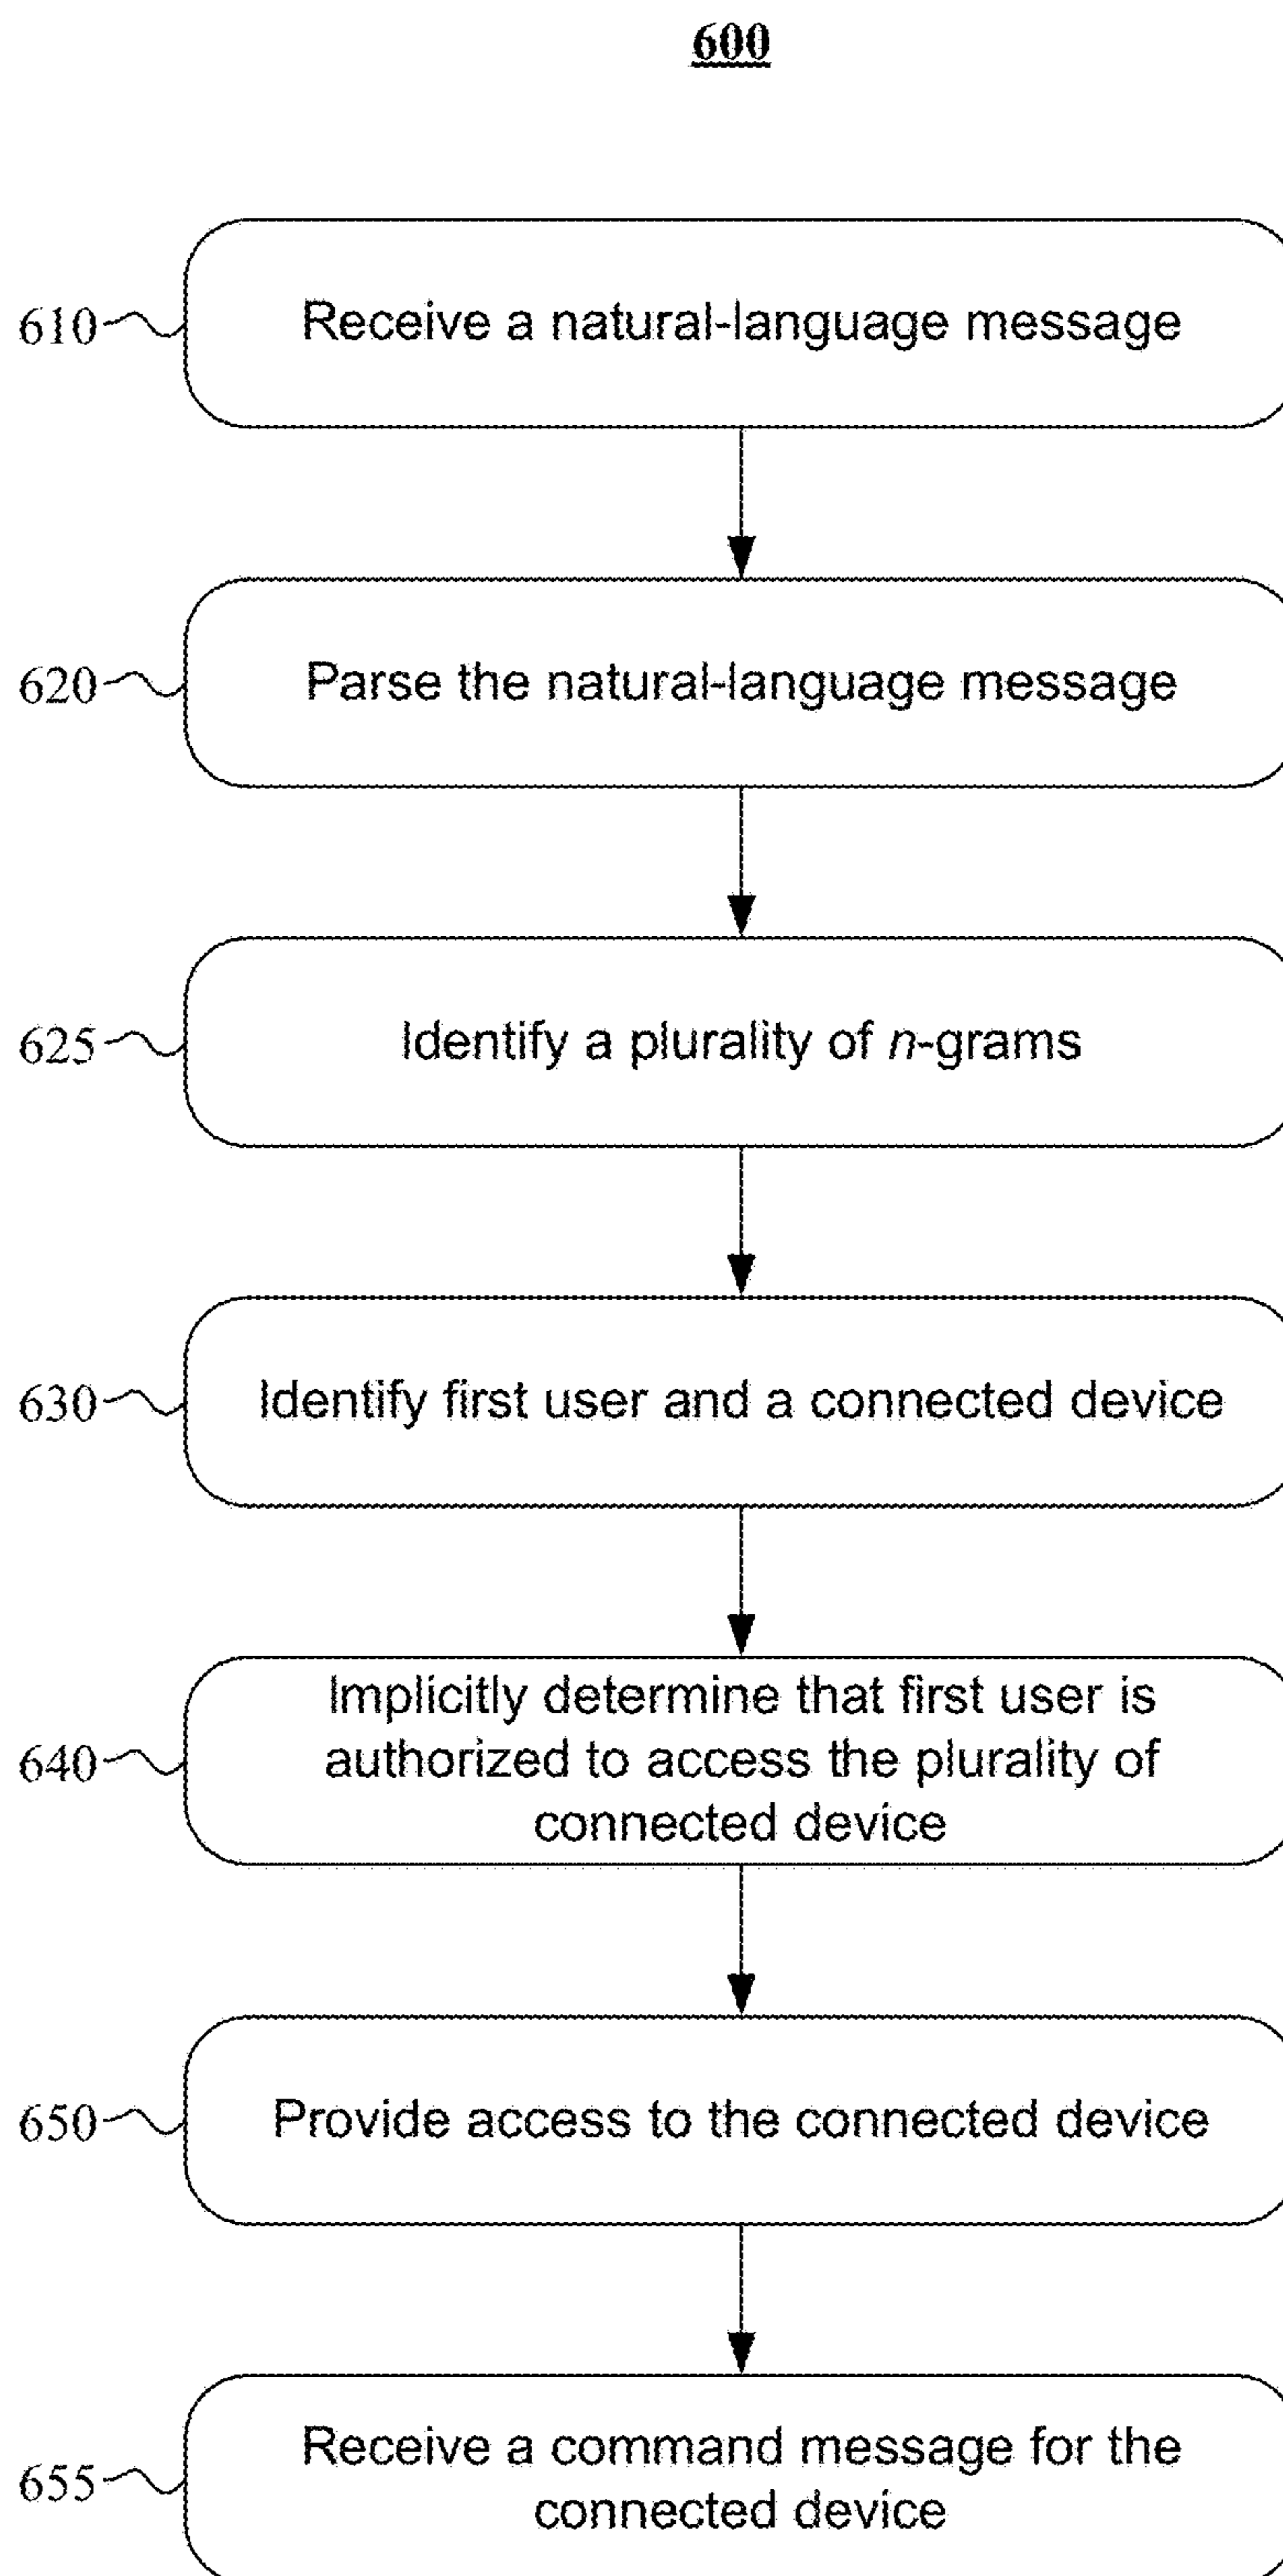 600
610
Receive a natural-language message
620
Parse the natural-language message
625
Identify a plurality of n-grams
630
Identify first user and a connected device
640
Implicitly determine that first user is
authorized to access the plurality of
connected device
650
Provide access to the connected device
655
Receive a command message for the
connected device